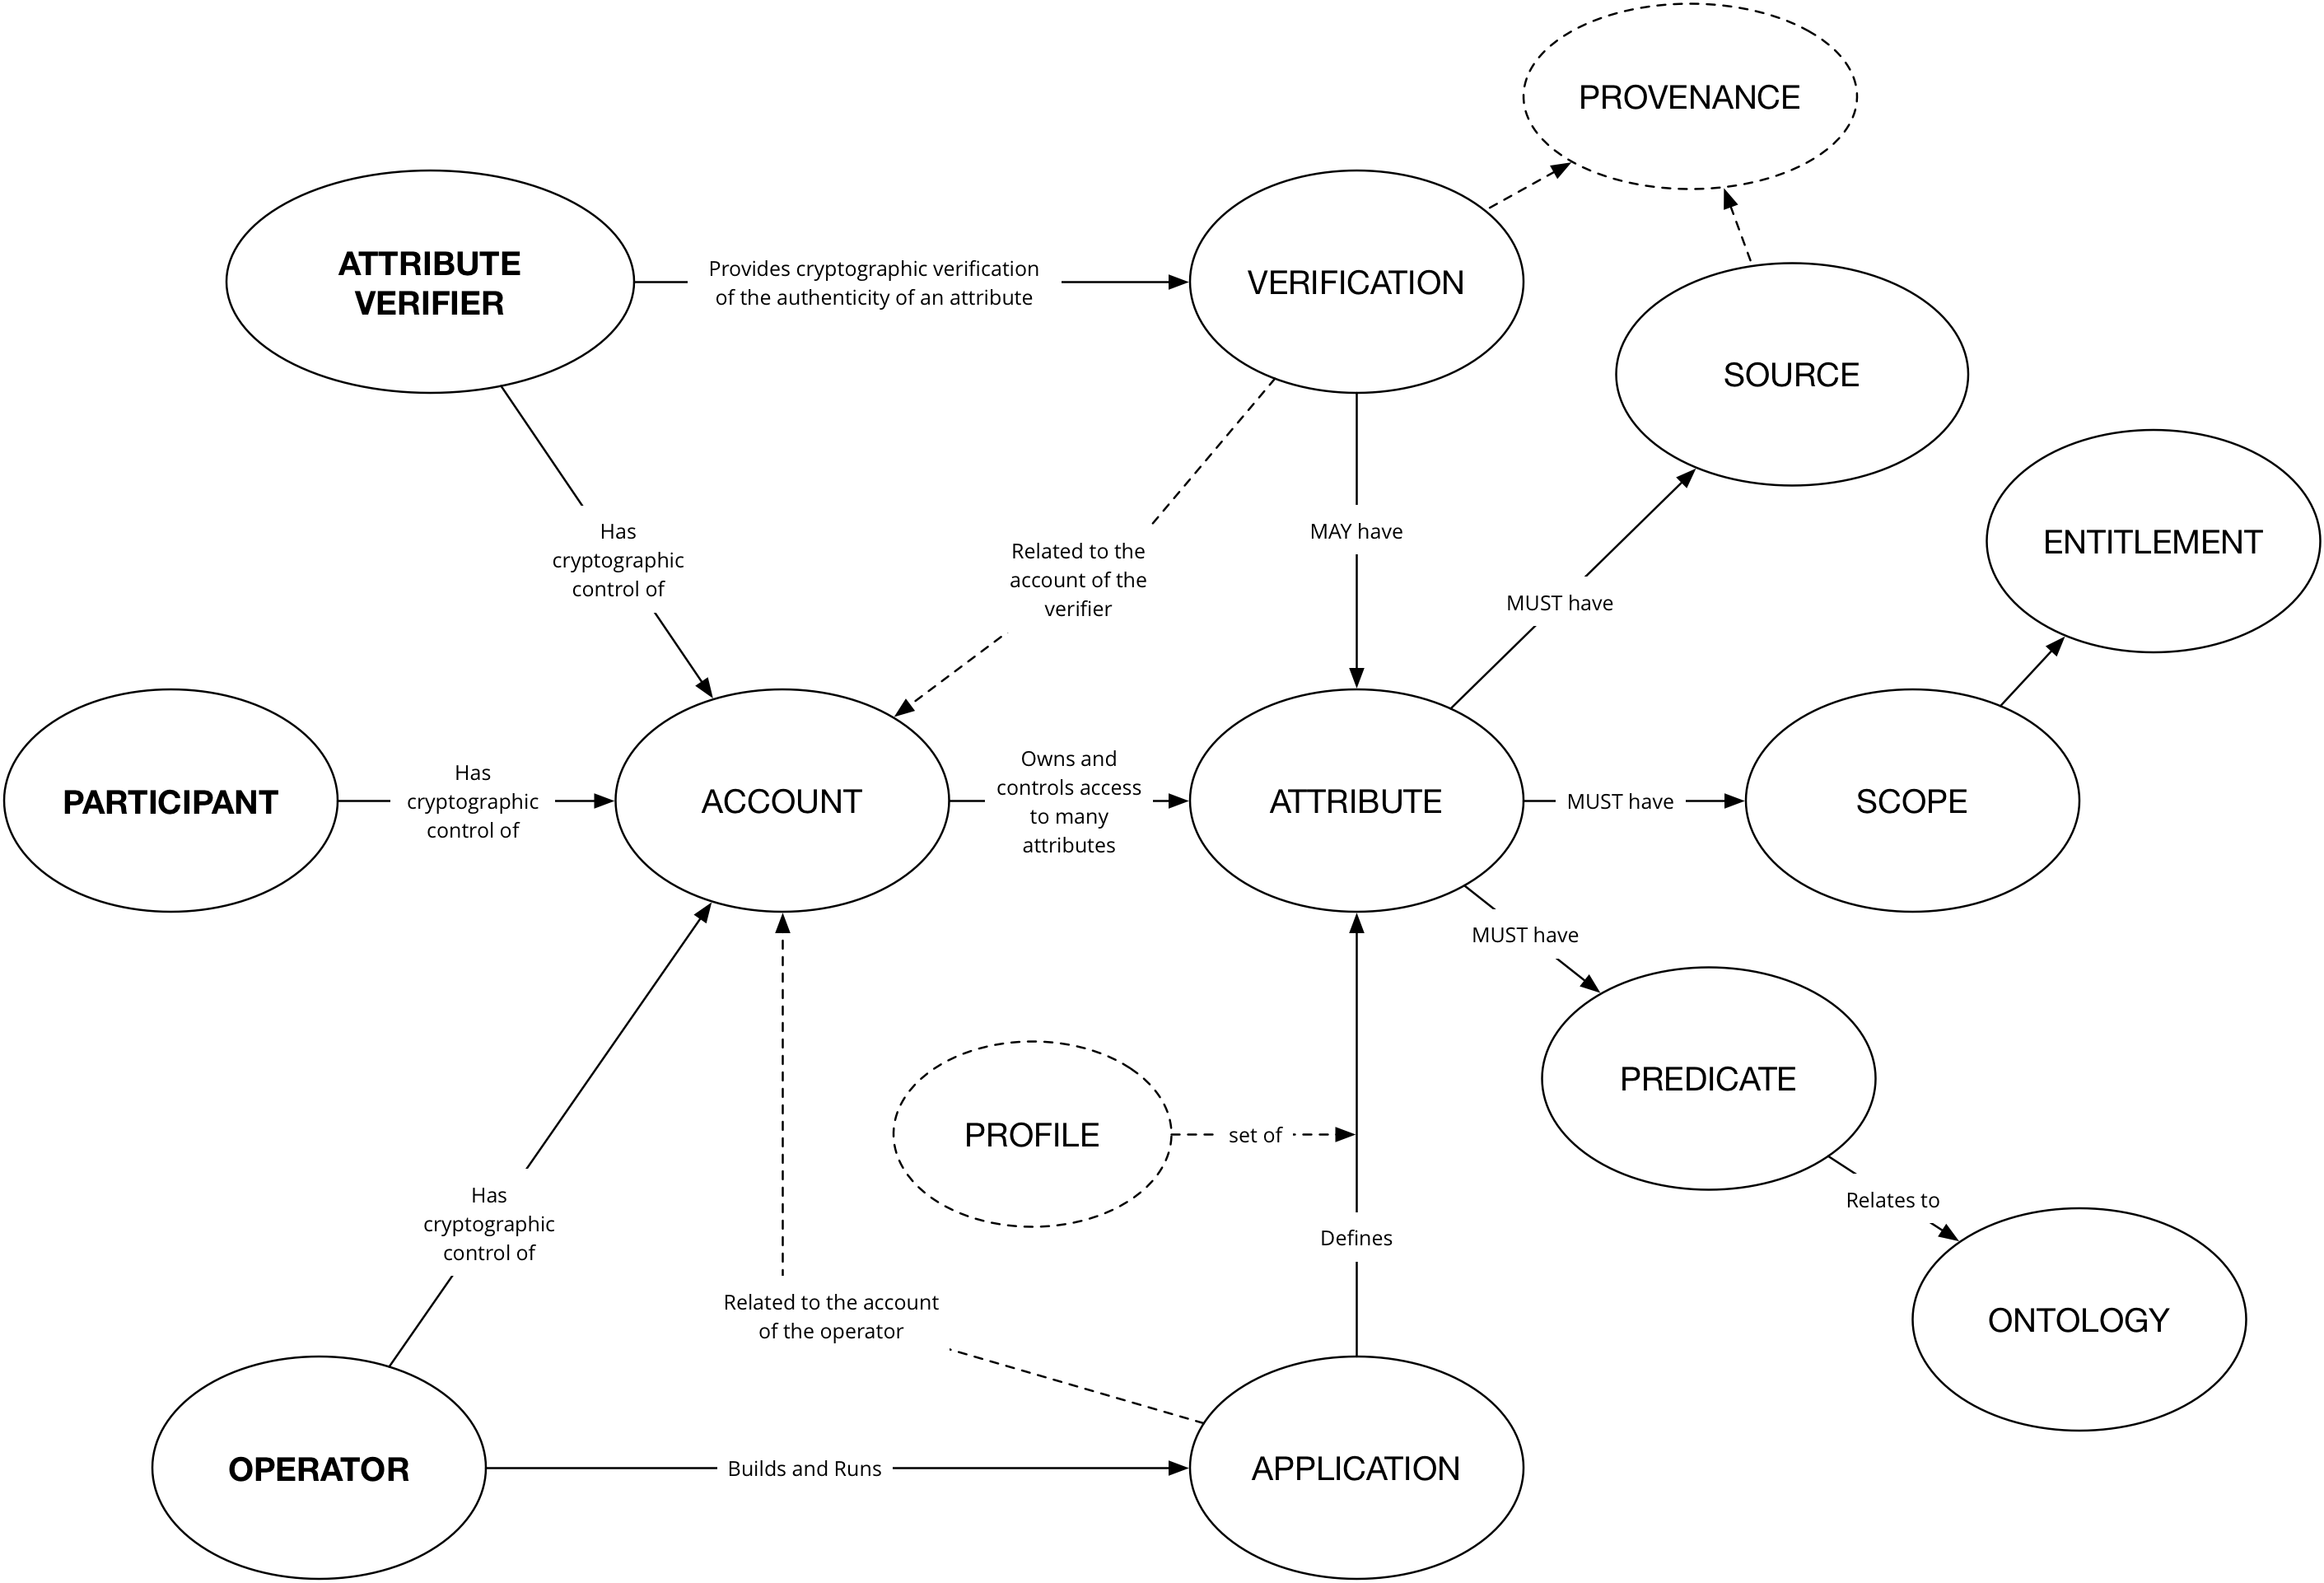 PROVENANCE
ATTRIBUTE
VERIFIER
Provides cryptographic verification
of the authenticity of an attribute
VERIFICATION
SOURCE
Has
cryptographic
control of
Related to the
account of the
verifier
MAY have
MUST have
ENTITLEMENT
PARTICIPANT
Has
cryptographic
control of
ACCOUNT
Owns and
controls access
to many
attributes
ATTRIBUTE
MUST have
SCOPE
MUST have
PREDICATE
PROFILE
set of
Relates to
Has
cryptographic
control of
Defines
Related to the account
of the operator
ONTOLOGY
OPERATOR
Builds and Runs
APPLICATION